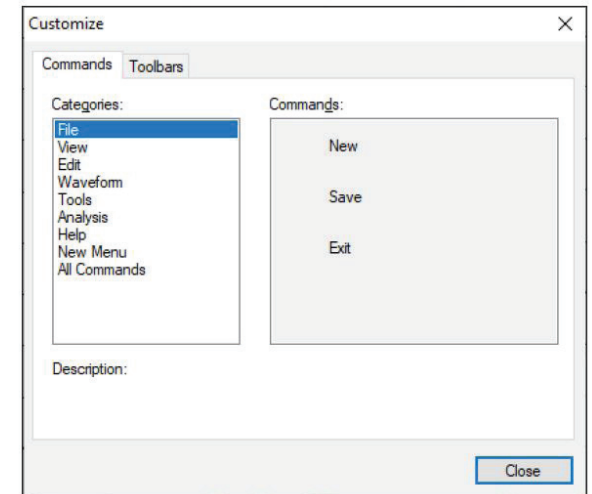 Customize
Commands Toolbars
Categories:
File
View
Edit
Waveform
Tools
Analysis
Help
New Menu
All Commands
Commands:
New
Save
Exit
Description:
Close